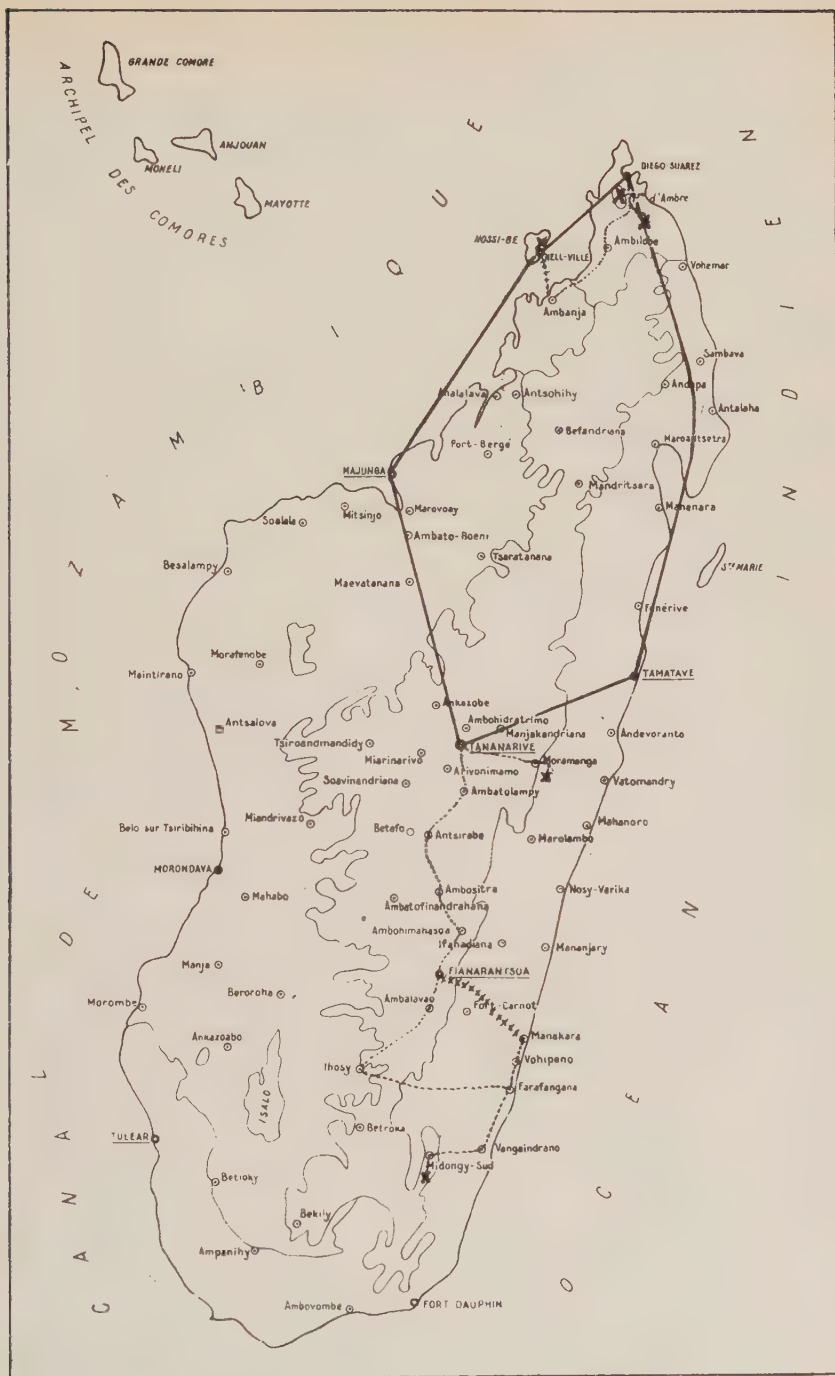 GRANDE COMORE
ARCHIPEL DES COMORES
ANJOUAN
MOHELI
MAYOTTE
CANAL DE MOZAMBIQUE
OCEAN INDIEN
DIEGO-SUAREZ
d'Ambre
NOSSI-BE
HELL-VILLE
Ambilobe
Vohemar
Ambanja
Sambava
Andapa
Analalava
Antsohihy
Antalaha
Befandriana
Maroantsetra
Port-Bergé
MAJUNGA
Mandritsara
Mitsinjo
Marovoay
Mananara
Soalala
Ambato-Boeni
Tsaratanana
Ste MARIE
Besalampy
Maevatanana
Fénérive
Morafenobe
Maintirano
TAMATAVE
Ankazobe
Antsalova
Ambohidratrimo
Manjakandriana
Andevoranto
Tsiroanmandidy
TANANARIVE
Miarinarivo
Moramanga
Arivonimamo
Soavinandriana
Vatomandry
Ambatolampy
Miandrivazo
Mahanoro
Belo sur Tsiribihina
Betafo
Antsirabe
Marolambo
MORONDAVA
Mahabo
Ambositra
Nosy-Varika
Ambatofinandrahana
Ambohimahasoa
Ifanadiana
Mananjary
Manja
FIANARANTSOA
Beroroha
Morombe
Ambalavao
Fort-Carnot
Ankazoabo
Manakara
Vohipeno
Ihosy
Farafangana
ISALO
Betroka
TULEAR
Vangaindrano
Midongy-Sud
Betioky
Bekily
Ampanihy
Ambovombe
FORT DAUPHIN